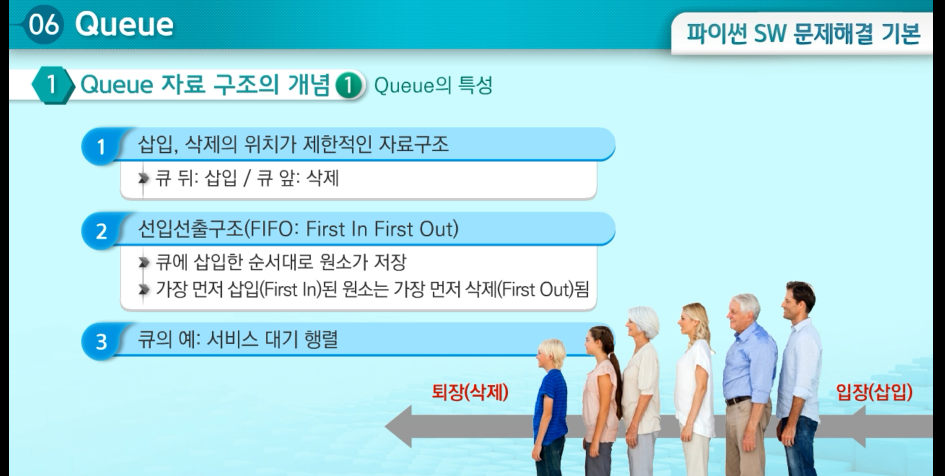 06 Queue
파이썬 SW 문제해결 기본
1 Queue 자료 구조의 개념 1 Queue의 특성
1 삽입, 삭제의 위치가 제한적인 자료구조
큐 뒤: 삽입 / 큐 앞: 삭제
2 선입선출구조(FIFO: First In First Out)
큐에 삽입한 순서대로 원소가 저장
가장 먼저 삽입(First In)된 원소는 가장 먼저 삭제(First Out)됨
3 큐의 예: 서비스 대기 행렬
퇴장(삭제)
입장(삽입)